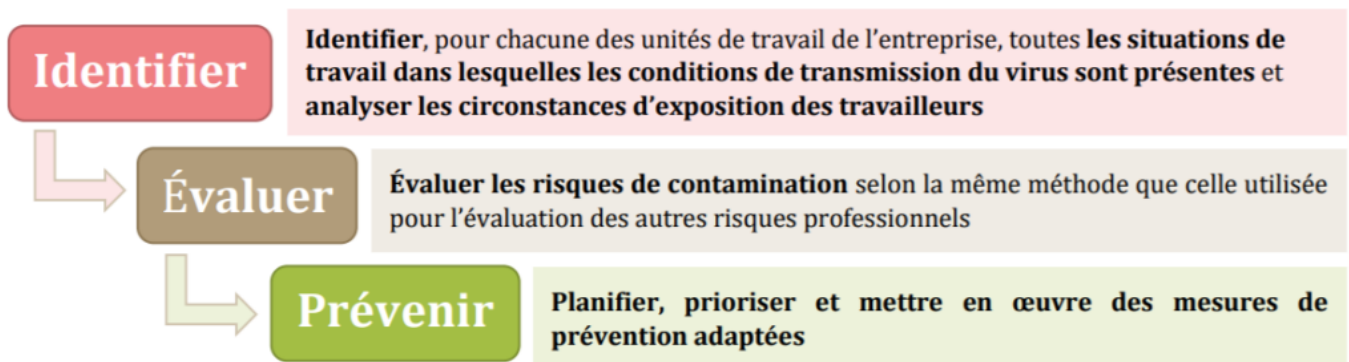 Identifier
Identifier, pour chacune des unités de travail de l’entreprise, toutes les situations de
travail dans lesquelles les conditions de transmission du virus sont présentes et
analyser les circonstances d’exposition des travailleurs
Évaluer
Évaluer les risques de contamination selon la même méthode que celle utilisée
pour l’évaluation des autres risques professionnels
Prévenir
Planifier, prioriser et mettre en œuvre des mesures de
prévention adaptées